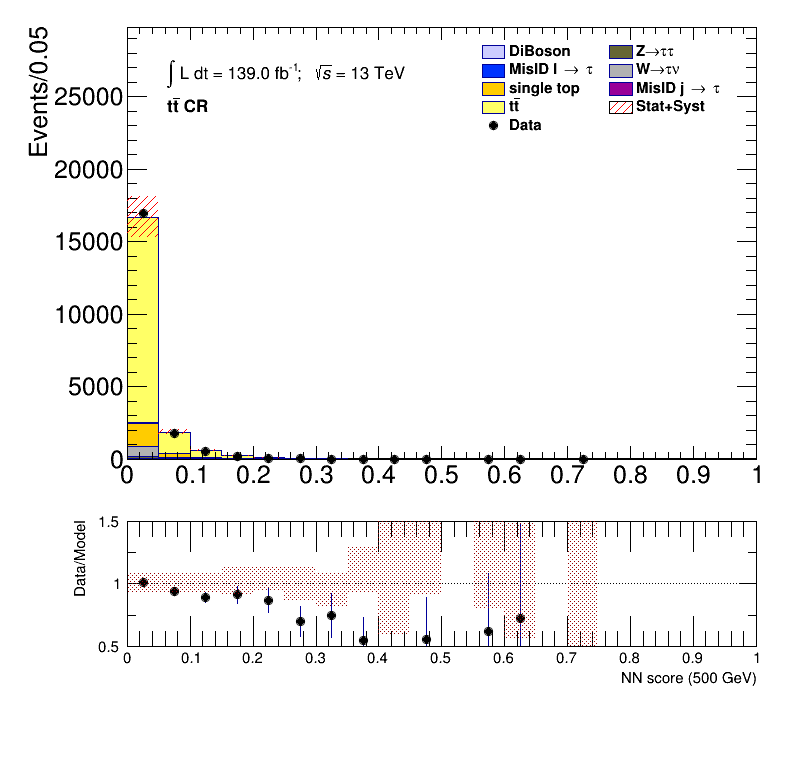 Events/0.05
25000
20000
15000
10000
5000
0
∫ L dt = 139.0 fb⁻¹; √s = 13 TeV
tt̄ CR
DiBoson
MisID l → τ
single top
tt̄
Data
Z→ττ
W→τν
MisID j → τ
Stat+Syst
0 0.1 0.2 0.3 0.4 0.5 0.6 0.7 0.8 0.9 1
Data/Model
1.5
1
0.5
0 0.1 0.2 0.3 0.4 0.5 0.6 0.7 0.8 0.9 1
NN score (500 GeV)